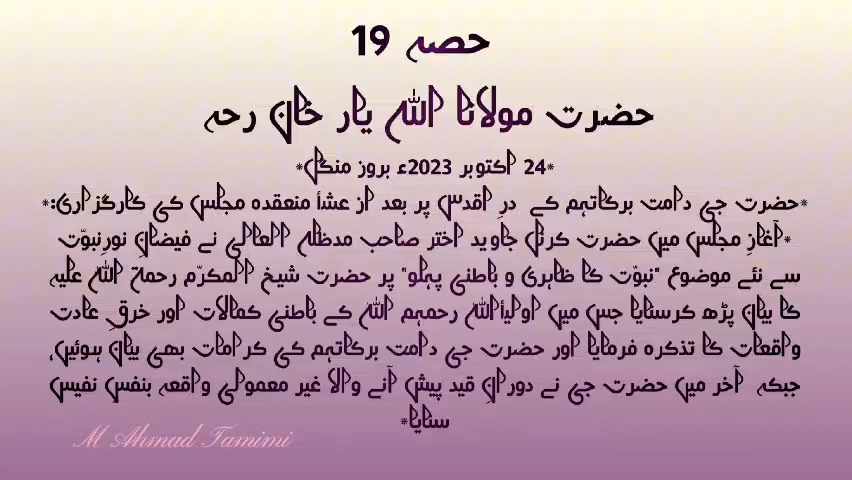 حصہ 19
حضرت مولانا اللہ یار خان رحہ
*24 اکتوبر 2023ء بروز منگل*
*حضرت جی دامت برکاتہم کے درِ اقدس پر بعد از عشأ منعقدہ مجلس کی کارگزاری:*
*آغازِ مجلس میں حضرت کرنل جاوید اختر صاحب مدظلہ العالی نے فیضانِ نورِنبوّت
سے نئے موضوع "نبوّت کا ظاہری و باطنی پہلو" پر حضرت شیخ المکرّم رحمۃ اللہ علیہ
کا بیان پڑھ کرسنایا جس میں اولیأاللہ رحمہم اللہ کے باطنی کمالات اور خرقِ عادت
واقعات کا تذکرہ فرمایا اور حضرت جی دامت برکاتہم کی کرامات بھی بیان ہوئیں،
جبکہ آخر میں حضرت جی نے دورانِ قید پیش آنے والا غیر معمولی واقعہ بنفسِ نفیس
سنایا*
M Ahmad Tamimi